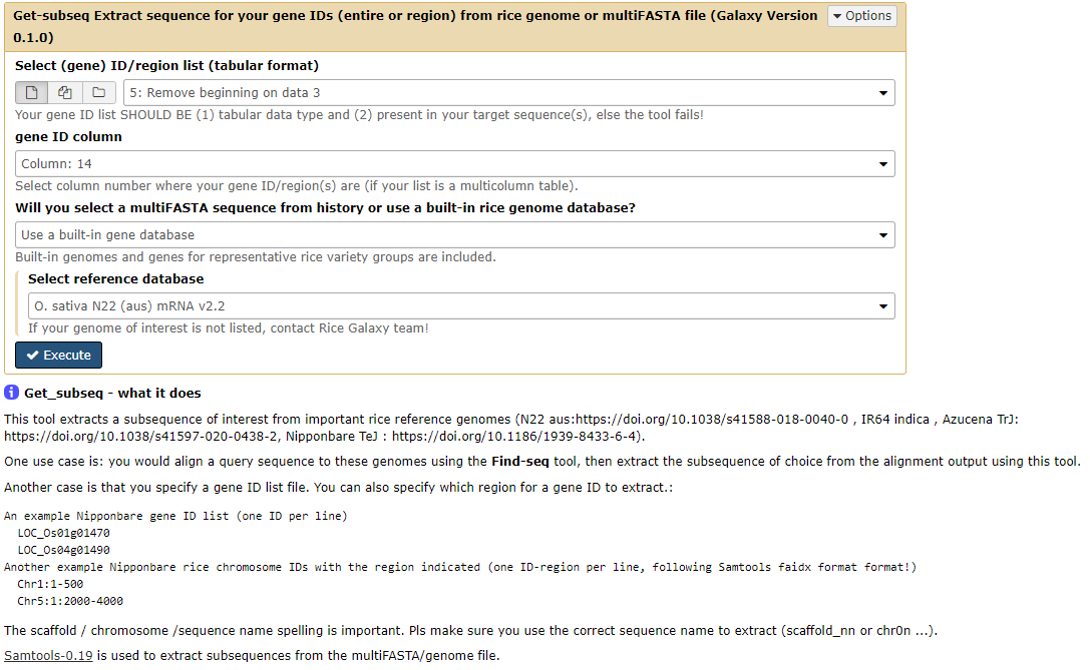 Get-subseq Extract sequence for your gene IDs (entire or region) from rice genome or multiFASTA file (Galaxy Version
0.1.0)
Options
Select (gene) ID/region list (tabular format)
5: Remove beginning on data 3
Your gene ID list SHOULD BE (1) tabular data type and (2) present in your target sequence(s), else the tool fails!
gene ID column
Column: 14
Select column number where your gene ID/region(s) are (if your list is a multicolumn table).
Will you select a multiFASTA sequence from history or use a built-in rice genome database?
Use a built-in gene database
Built-in genomes and genes for representative rice variety groups are included.
Select reference database
O. sativa N22 (aus) mRNA v2.2
If your genome of interest is not listed, contact Rice Galaxy team!
Execute
Get_subseq - what it does
This tool extracts a subsequence of interest from important rice reference genomes (N22 aus:https://doi.org/10.1038/s41588-018-0040-0 , IR64 indica , Azucena TrJ:
https://doi.org/10.1038/s41597-020-0438-2, Nipponbare TeJ : https://doi.org/10.1186/1939-8433-6-4).
One use case is: you would align a query sequence to these genomes using the Find-seq tool, then extract the subsequence of choice from the alignment output using this tool.
Another case is that you specify a gene ID list file. You can also specify which region for a gene ID to extract.:
An example Nipponbare gene ID list (one ID per line)
LOC_Os01g01470
LOC_Os04g01490
Another example Nipponbare rice chromosome IDs with the region indicated (one ID-region per line, following Samtools faidx format format!)
Chr1:1-500
Chr5:1:2000-4000
The scaffold / chromosome /sequence name spelling is important. Pls make sure you use the correct sequence name to extract (scaffold_nn or chr0n ...).
Samtools-0.19 is used to extract subsequences from the multiFASTA/genome file.